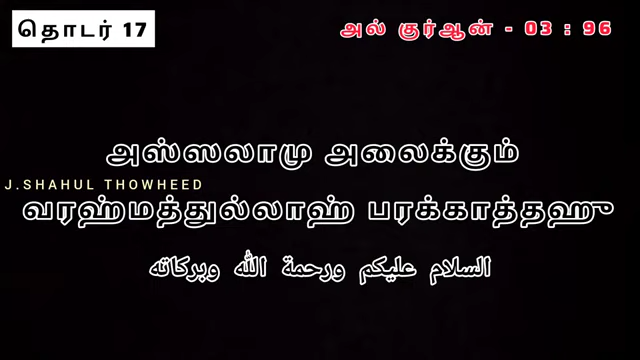 தொடர் 17
அல் குர்ஆன் - 03 : 96
அஸ்ஸலாமு அலைக்கும்
J.SHAHUL THOWHEED
வரஹ்மத்துல்லாஹ் பரக்காத்தஹு
السلام عليكم ورحمة الله وبركاته